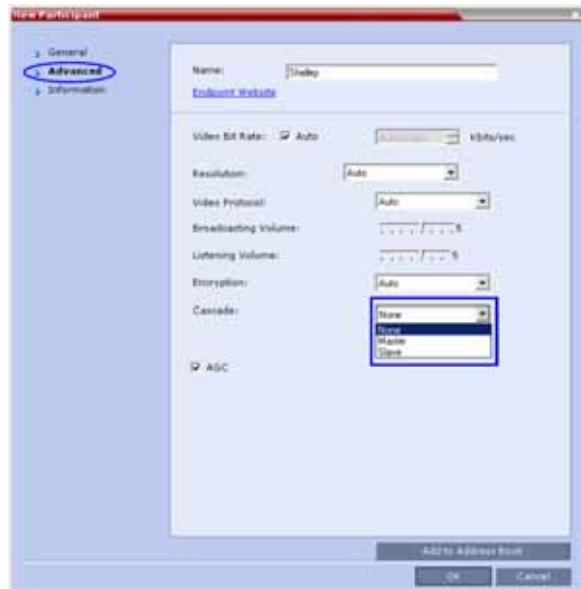 New Participant
General
Advanced
Information
Name: Shelley
Endpoint Website
Video Bit Rate: Auto Kbits/sec
Resolution: Auto
Video Protocol: Auto
Broadcasting Volume: 5
Listening Volume: 5
Encryption: Auto
Cascade: None
None
Master
Slave
AGC
Add to Address Book
OK Cancel